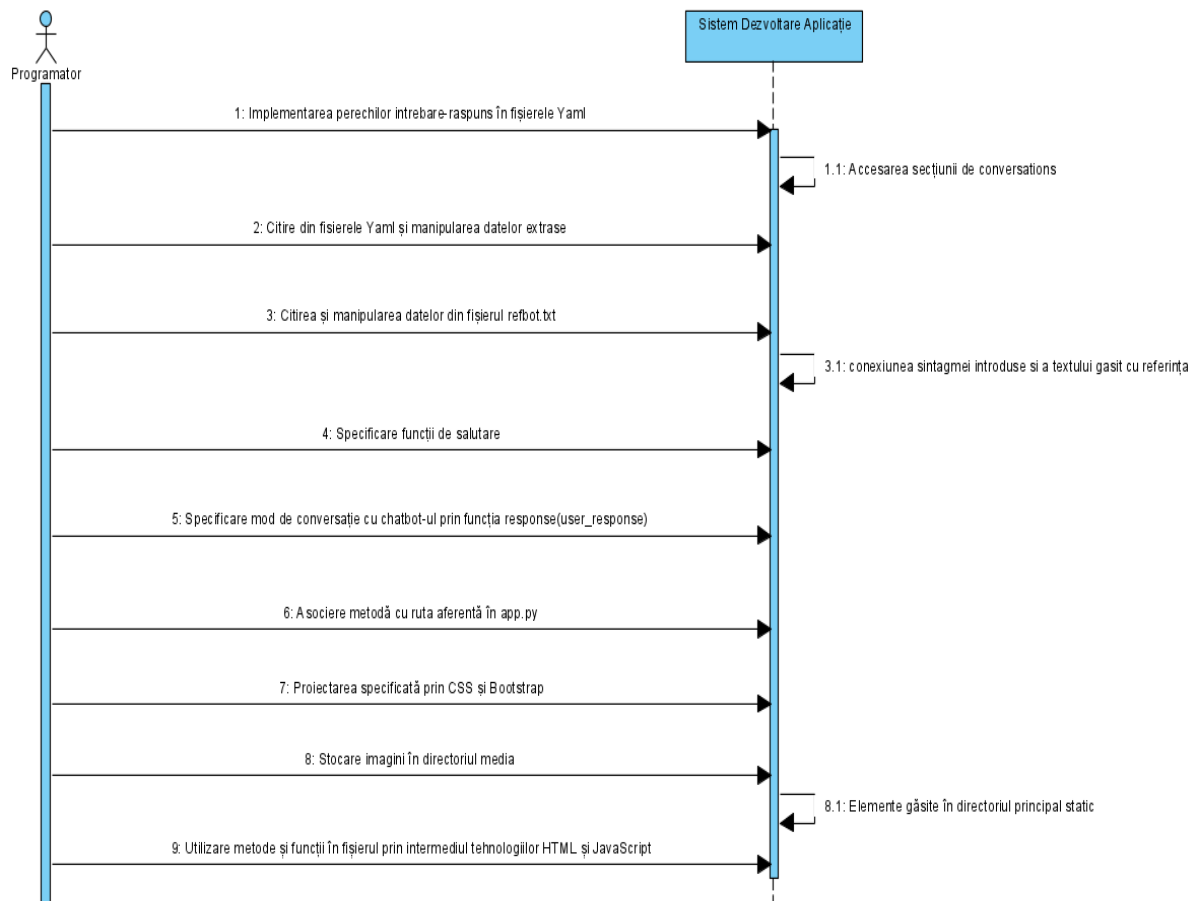 Programator
Sistem Dezvoltare Aplicație
1: Implementarea perechilor intrebare-raspuns în fișierele Yaml
1.1: Accesarea secțiunii de conversations
2: Citire din fisierele Yaml și manipularea datelor extrase
3: Citirea și manipularea datelor din fișierul refbot.txt
3.1: conexiunea sintagmei introduse si a textului gasit cu referința
4: Specificare funcții de salutare
5: Specificare mod de conversație cu chatbot-ul prin funcția response(user_response)
6: Asociere metodă cu ruta aferentă în app.py
7: Proiectarea specificată prin CSS și Bootstrap
8: Stocare imagini în directoriul media
8.1: Elemente găsite în directoriul principal static
9: Utilizare metode și funcții în fișierul prin intermediul tehnologiilor HTML și JavaScript